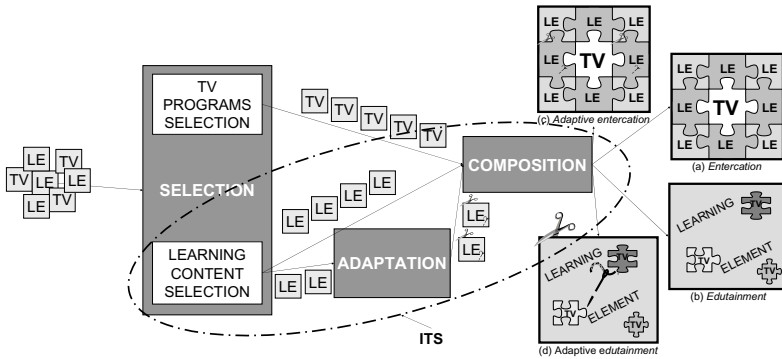 LE
TV
TV
LE
LE
LE
TV
TV
PROGRAMS
SELECTION
SELECTION
LEARNING
CONTENT
SELECTION
TV
TV
TV
TV
TV
LE
LE
LE
LE
LE
LE
ADAPTATION
LE
LE
COMPOSITION
ITS
LE LE LE
LE TV LE
LE LE LE
(c) Adaptive entercation
LE LE LE
LE TV LE
LE LE LE
(a) Entercation
LEARNING
TV
TV
ELEMENT
TV
(b) Edutainment
LEARNING
TV
TV
ELEMENT
TV
(d) Adaptive edutainment